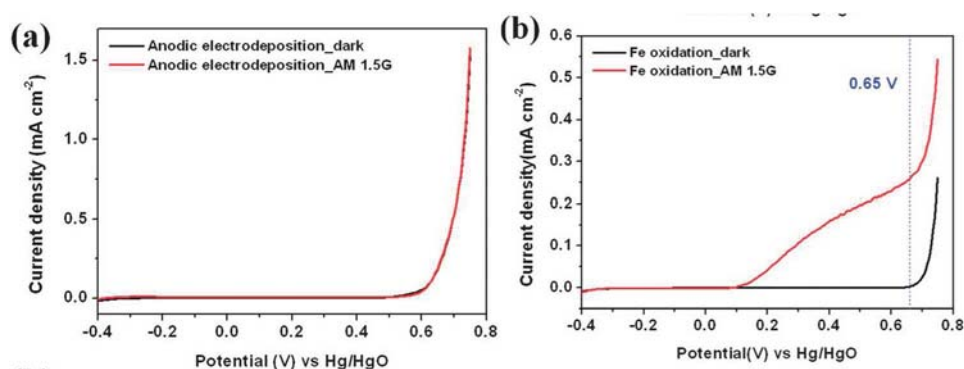 (a)
Anodic electrodeposition_dark
Anodic electrodeposition_AM 1.5G
Current density (mA cm-2)
1.5
1.0
0.5
0.0
-0.4 -0.2 0.0 0.2 0.4 0.6 0.8
Potential (V) vs Hg/HgO
(b)
Fe oxidation_dark
Fe oxidation_AM 1.5G
0.65 V
Current density(mA cm-2)
0.6
0.5
0.4
0.3
0.2
0.1
0.0
-0.4 -0.2 0.0 0.2 0.4 0.6 0.8
Potential(V) vs Hg/HgO